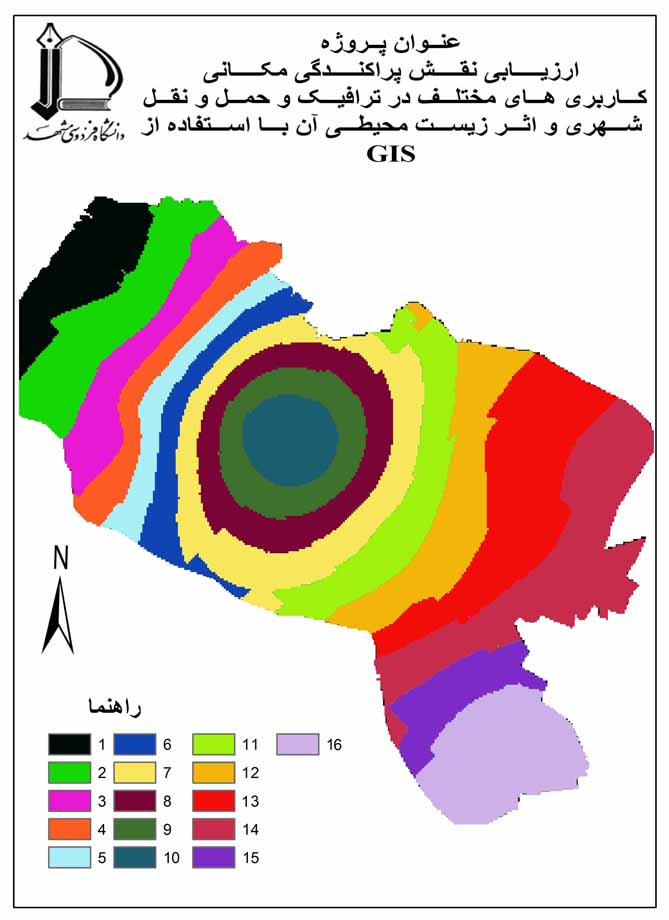 عنوان پروژه
ارزیابی نقش پراکندگی مکانی
کاربری های مختلف در ترافیک و حمل و نقل
شهری و اثر زیست محیطی آن با استفاده از
GIS
دانشگاه فردوسی مشهد
N
راهنما
1 6 11 16
2 7 12
3 8 13
4 9 14
5 10 15